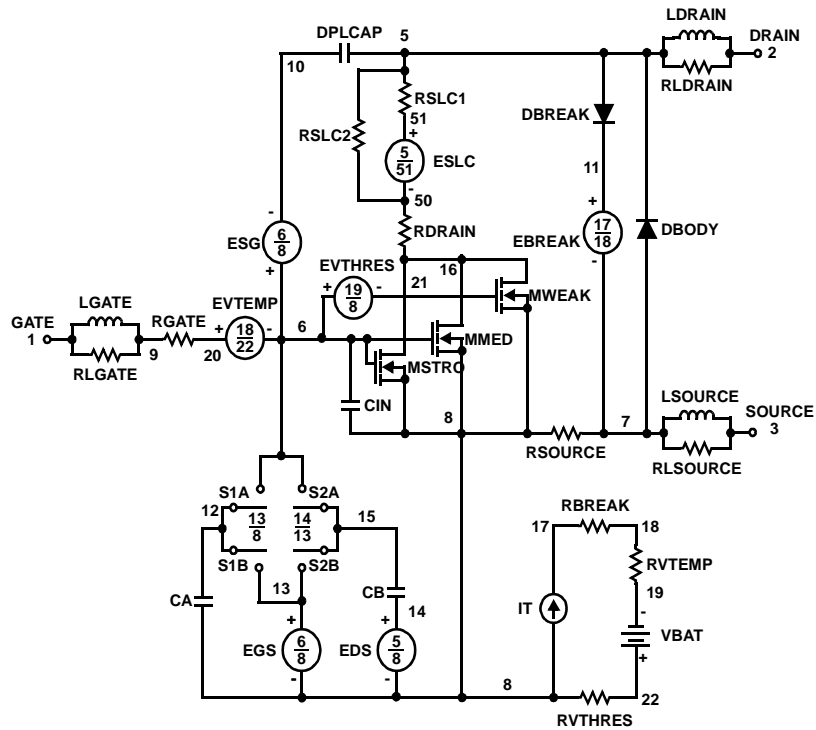 LDRAIN
DPLCAP
5
DRAIN
2
10
RLDRAIN
RSLC1
51
DBREAK
RSLC2
+
5
51
ESLC
11
-
50
+
-
RDRAIN
17
18
EBREAK
DBODY
ESG
6
8
+
-
EVTHRES
16
21
+
19
8
-
MWEAK
LGATE
EVTEMP
GATE
1
RGATE
+
18
22
-
6
MMED
9
20
RLGATE
MSTRO
LSOURCE
CIN
8
7
SOURCE
3
RSOURCE
RLSOURCE
S1A
S2A
RBREAK
12
13
8
14
13
15
17
18
S1B
S2B
RVTEMP
13
CB
19
CA
14
IT
-
+
+
VBAT
EGS
6
8
EDS
5
8
+
-
-
8
22
RVTHRES